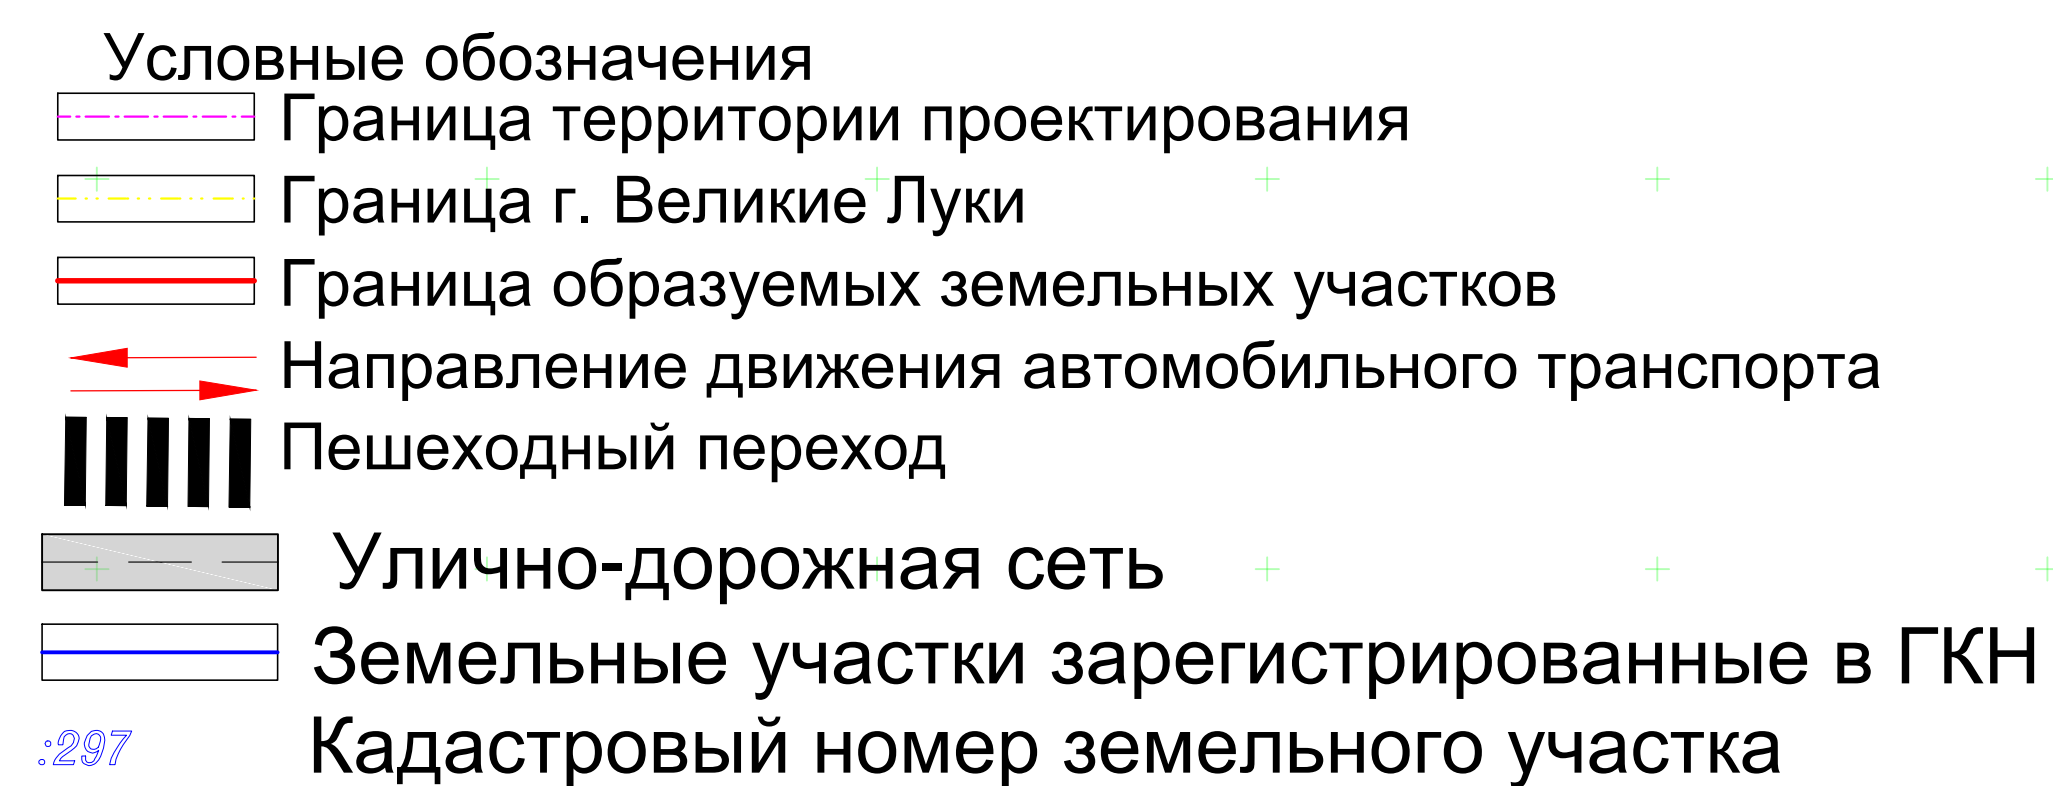 Условные обозначения
Граница территории проектирования
Граница г. Великие Луки
Граница образуемых земельных участков
Направление движения автомобильного транспорта
Пешеходный переход
Улично-дорожная сеть
Земельные участки зарегистрированные в ГКН
:297 Кадастровый номер земельного участка